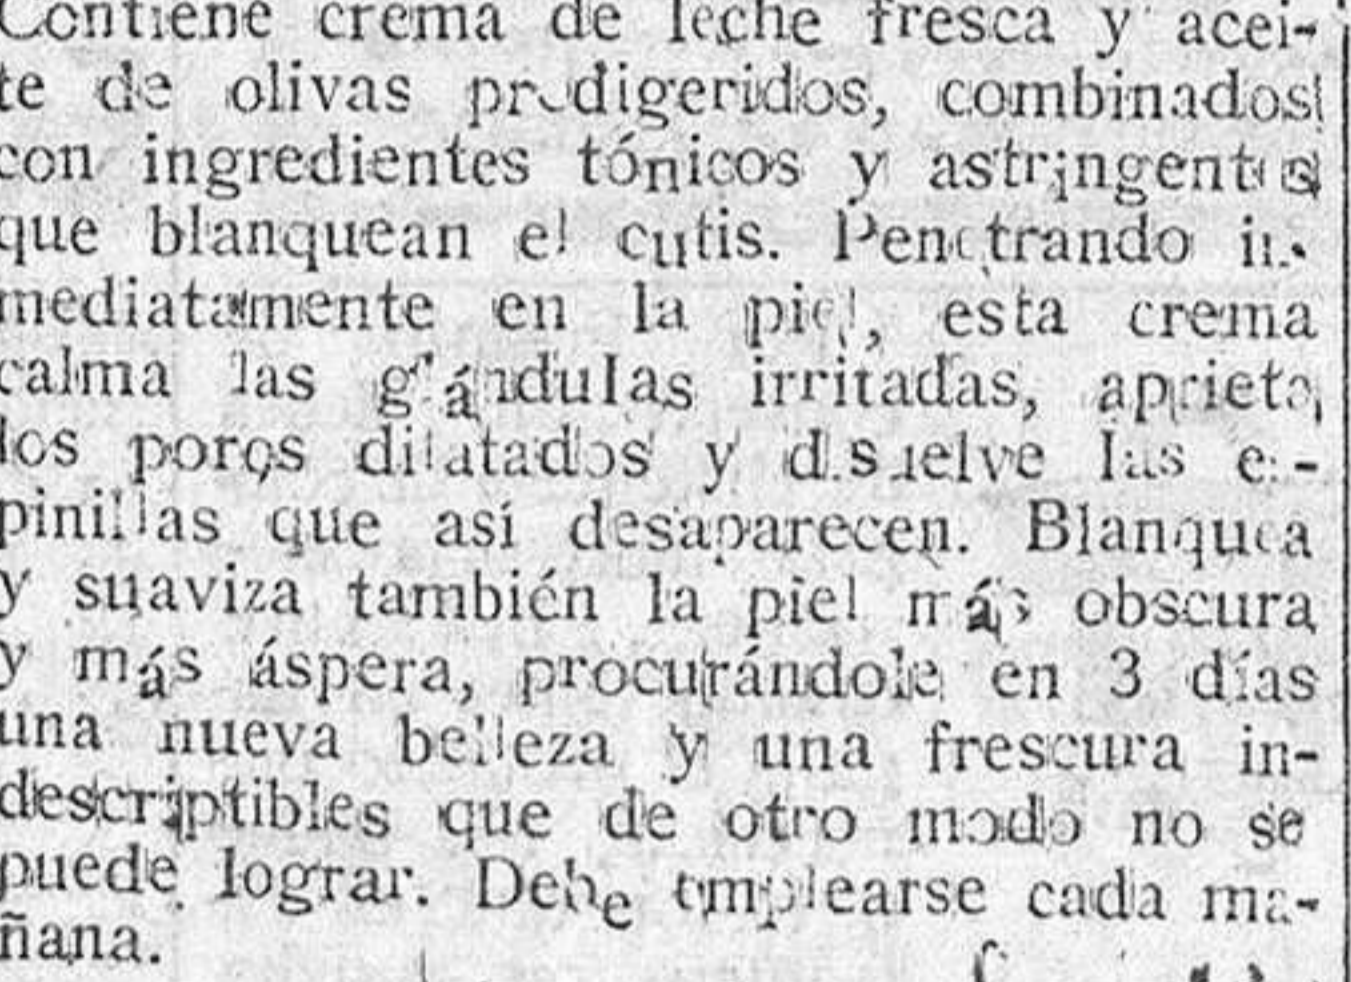 Contiene crema de leche fresca y acei-
te de olivas predigeridos, combinados
con ingredientes tónicos y astringentes
que blanquean el cutis. Penetrando in-
mediatamente en la piel, esta crema
calma las glándulas irritadas, aprieta
los poros dilatados y disuelve las es-
pinillas que así desaparecen. Blanquea
y suaviza también la piel más obscura
y más áspera, procurándole en 3 días
una nueva belleza y una frescura in-
descriptibles que de otro modo no se
puede lograr. Debe emplearse cada ma-
ñana.